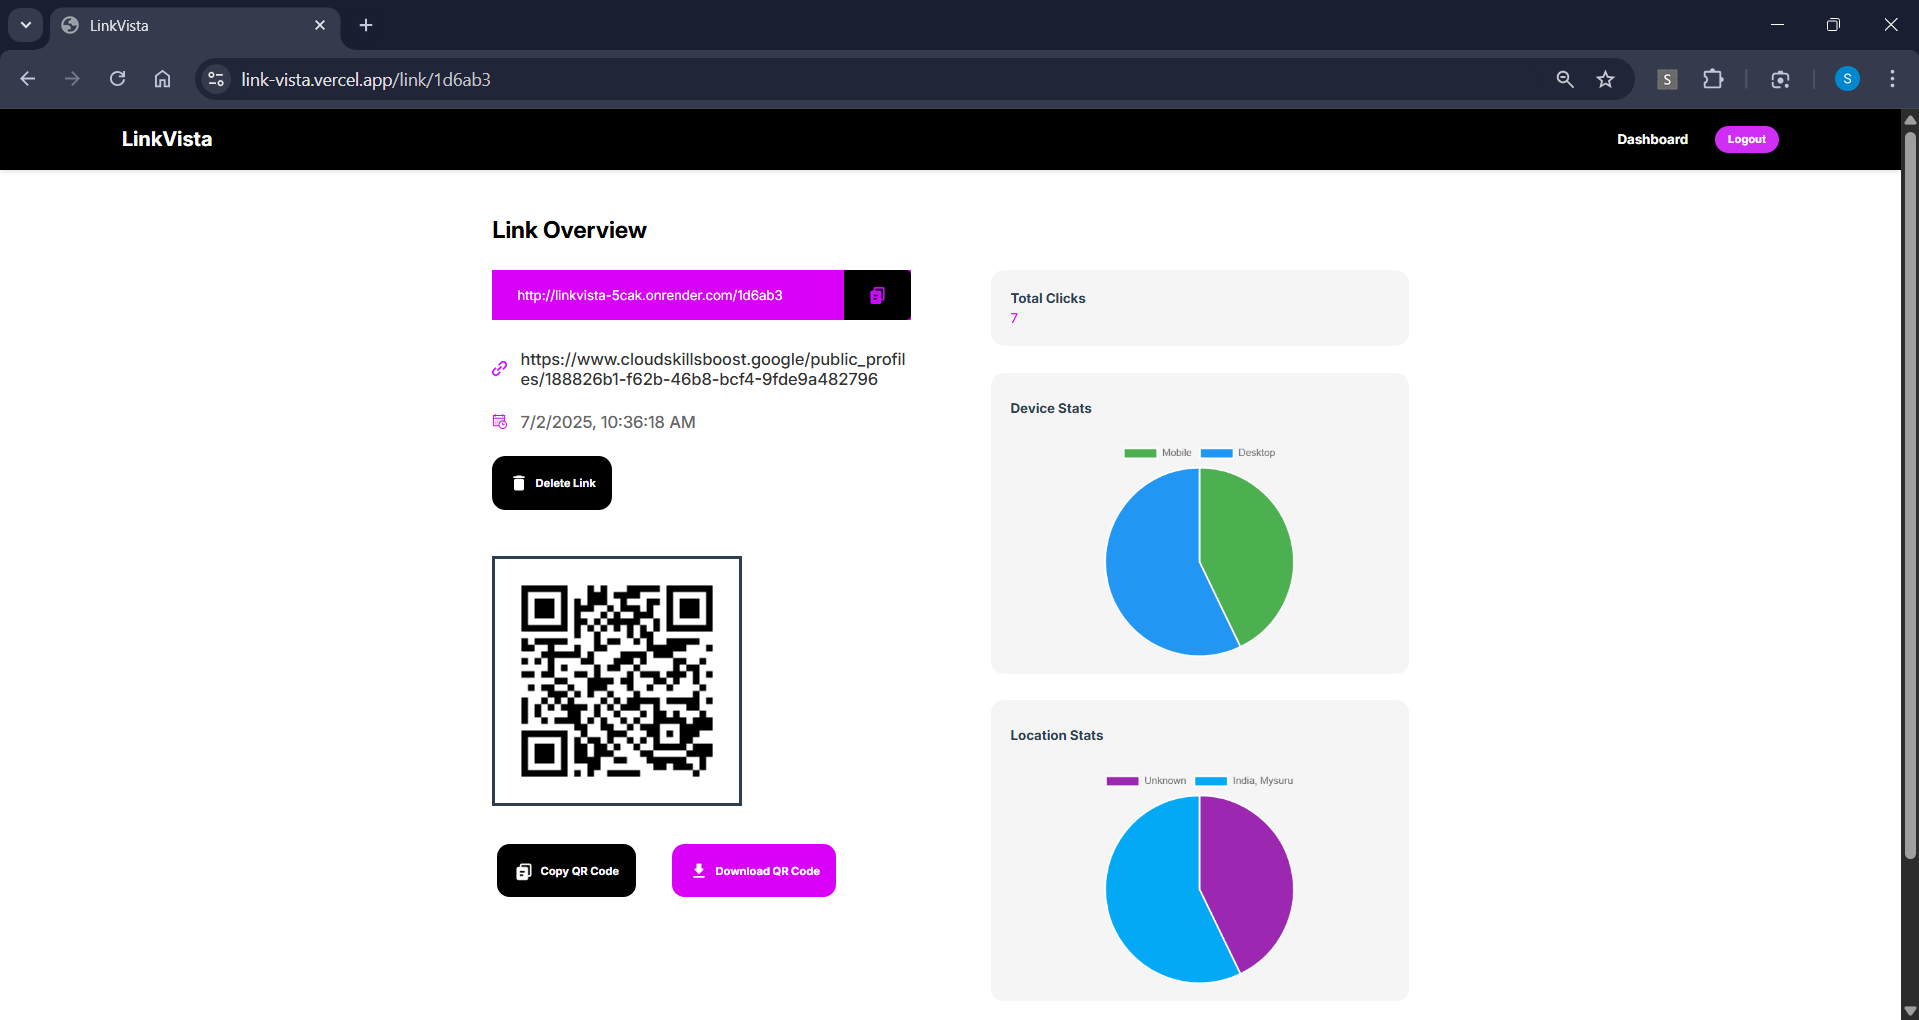 LinkVista
link-vista.vercel.app/link/1d6ab3
S
S
LinkVista
Dashboard
Logout
Link Overview
http://linkvista-5cak.onrender.com/1d6ab3
https://www.cloudskillsboost.google/public_profil
es/188826b1-f62b-46b8-bcf4-9fde9a482796
7/2/2025, 10:36:18 AM
Delete Link
Copy QR Code
Download QR Code
Total Clicks
7
Device Stats
Mobile
Desktop
Location Stats
Unknown
India, Mysuru